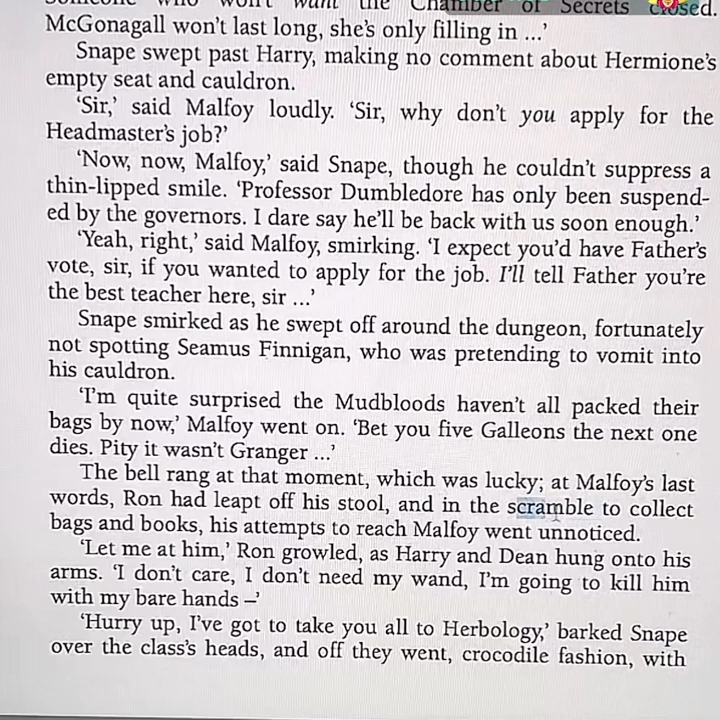 Someone who won't want the Chamber of Secrets closed.
McGonagall won't last long, she's only filling in ...'
Snape swept past Harry, making no comment about Hermione's
empty seat and cauldron.
'Sir,' said Malfoy loudly. 'Sir, why don't you apply for the
Headmaster's job?'
'Now, now, Malfoy,' said Snape, though he couldn't suppress a
thin-lipped smile. 'Professor Dumbledore has only been suspend-
ed by the governors. I dare say he'll be back with us soon enough.'
'Yeah, right,' said Malfoy, smirking. 'I expect you'd have Father's
vote, sir, if you wanted to apply for the job. I'll tell Father you're
the best teacher here, sir ...'
Snape smirked as he swept off around the dungeon, fortunately
not spotting Seamus Finnigan, who was pretending to vomit into
his cauldron.
'I'm quite surprised the Mudbloods haven't all packed their
bags by now,' Malfoy went on. 'Bet you five Galleons the next one
dies. Pity it wasn't Granger ...'
The bell rang at that moment, which was lucky; at Malfoy's last
words, Ron had leapt off his stool, and in the scramble to collect
bags and books, his attempts to reach Malfoy went unnoticed.
'Let me at him,' Ron growled, as Harry and Dean hung onto his
arms. 'I don't care, I don't need my wand, I'm going to kill him
with my bare hands –'
'Hurry up, I've got to take you all to Herbology,' barked Snape
over the class's heads, and off they went, crocodile fashion, with